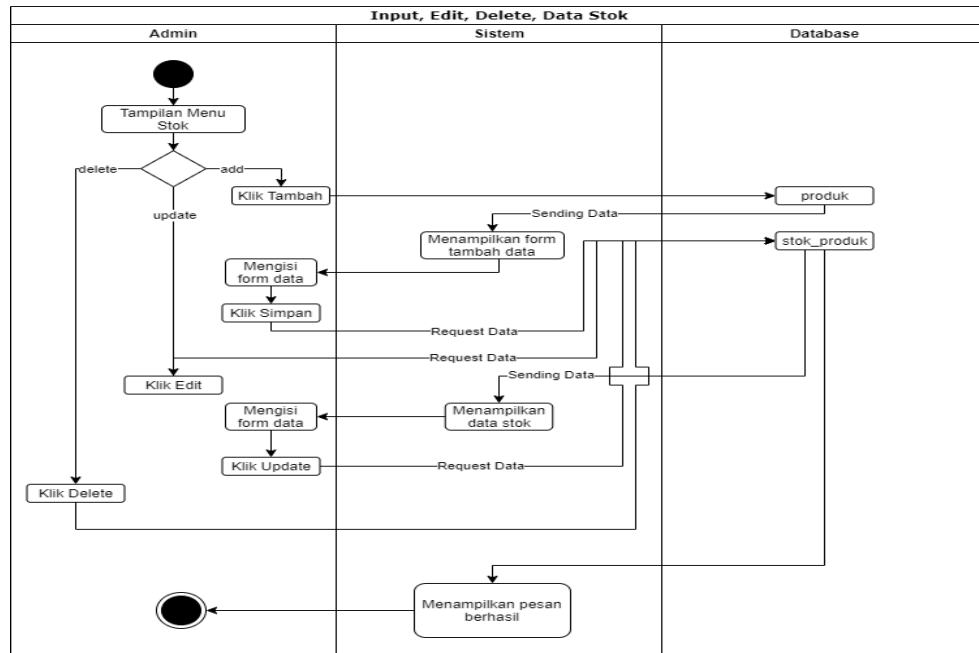 Input, Edit, Delete, Data Stok
Admin
Sistem
Database
Tampilan Menu
Stok
delete
add
update
Klik Tambah
produk
Sending Data
Menampilkan form
tambah data
stok_produk
Mengisi
form data
Klik Simpan
Request Data
Request Data
Klik Edit
Sending Data
Mengisi
form data
Menampilkan
data stok
Klik Update
Request Data
Klik Delete
Menampilkan pesan
berhasil